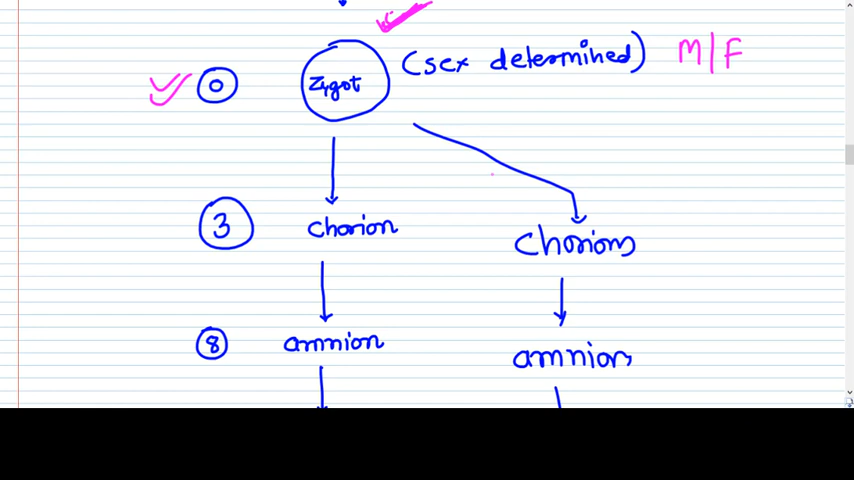 (sex determined) M/F
0 Zygot
3 chorion chorion
8 amnion amnion